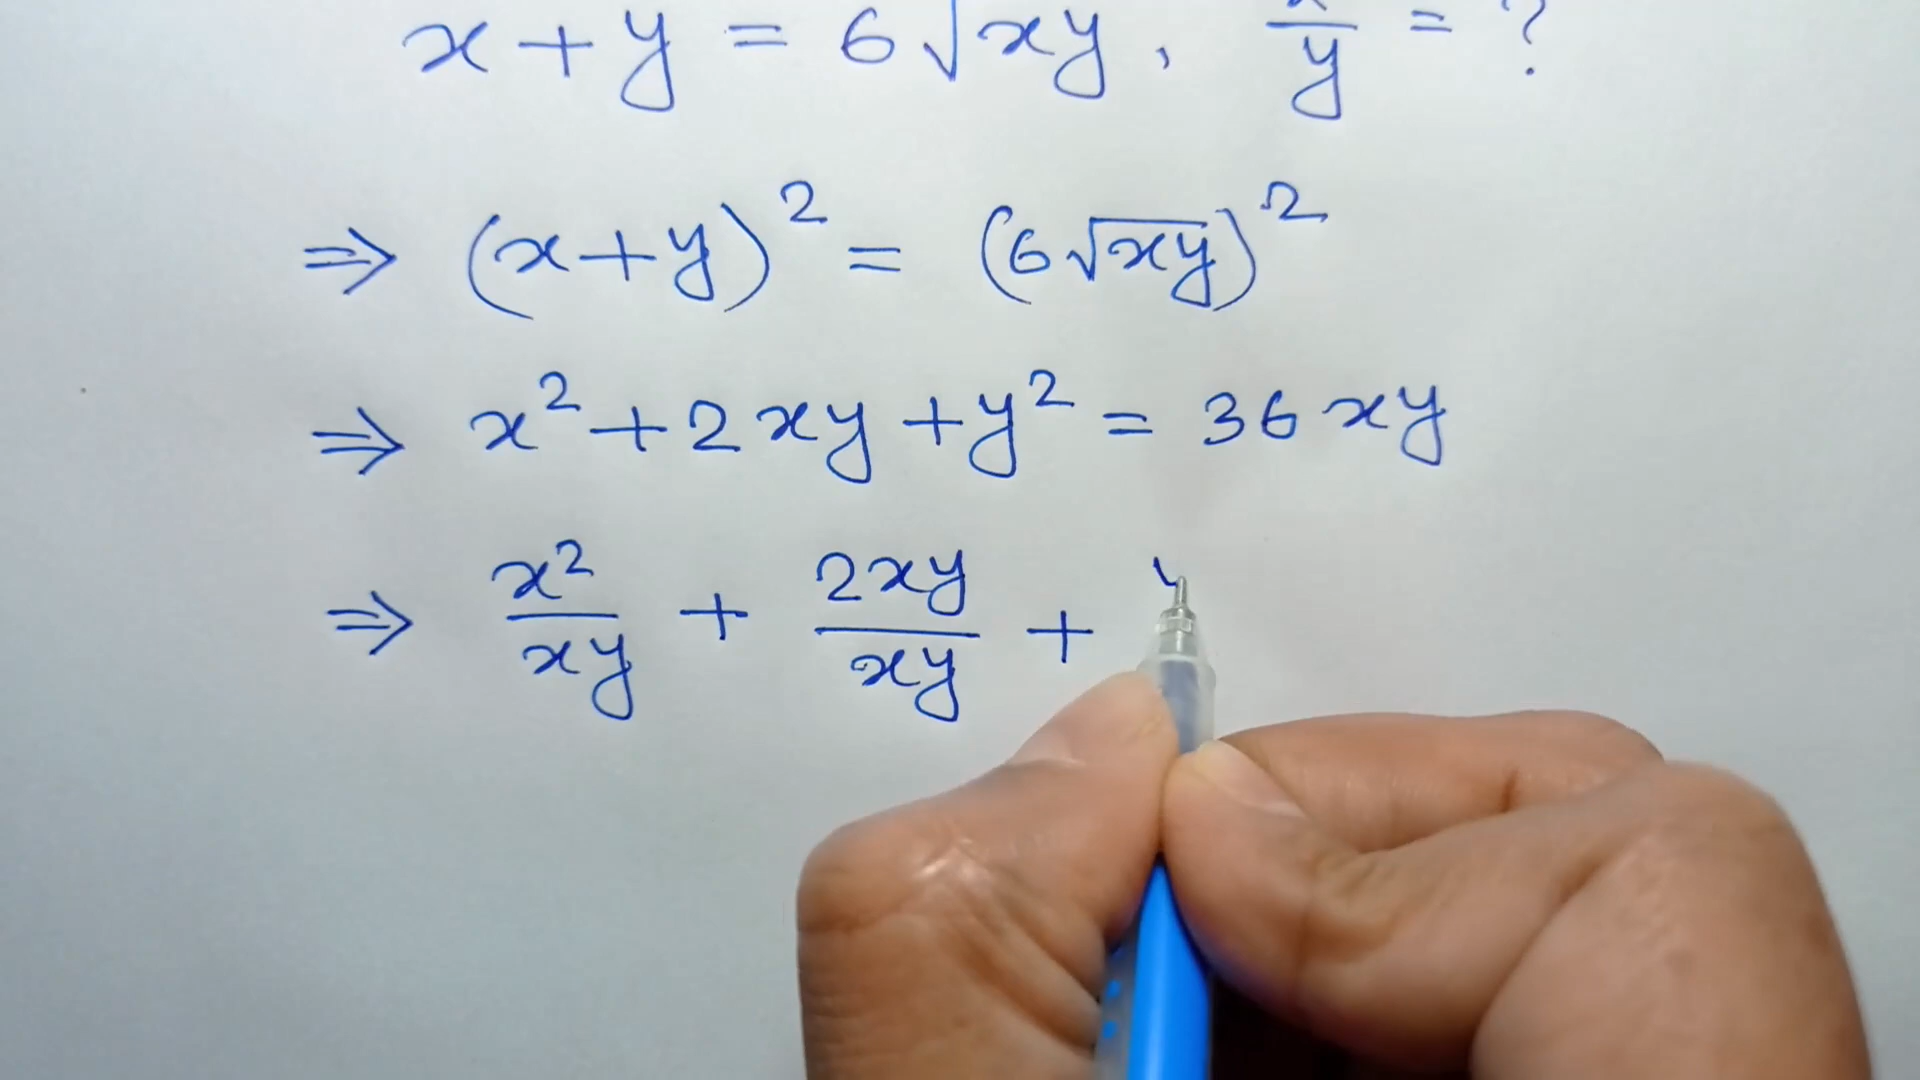 x + y = 6√xy, x/y = ?
⇒ (x+y)² = (6√xy)²
⇒ x² + 2xy + y² = 36xy
⇒ x²/xy + 2xy/xy +